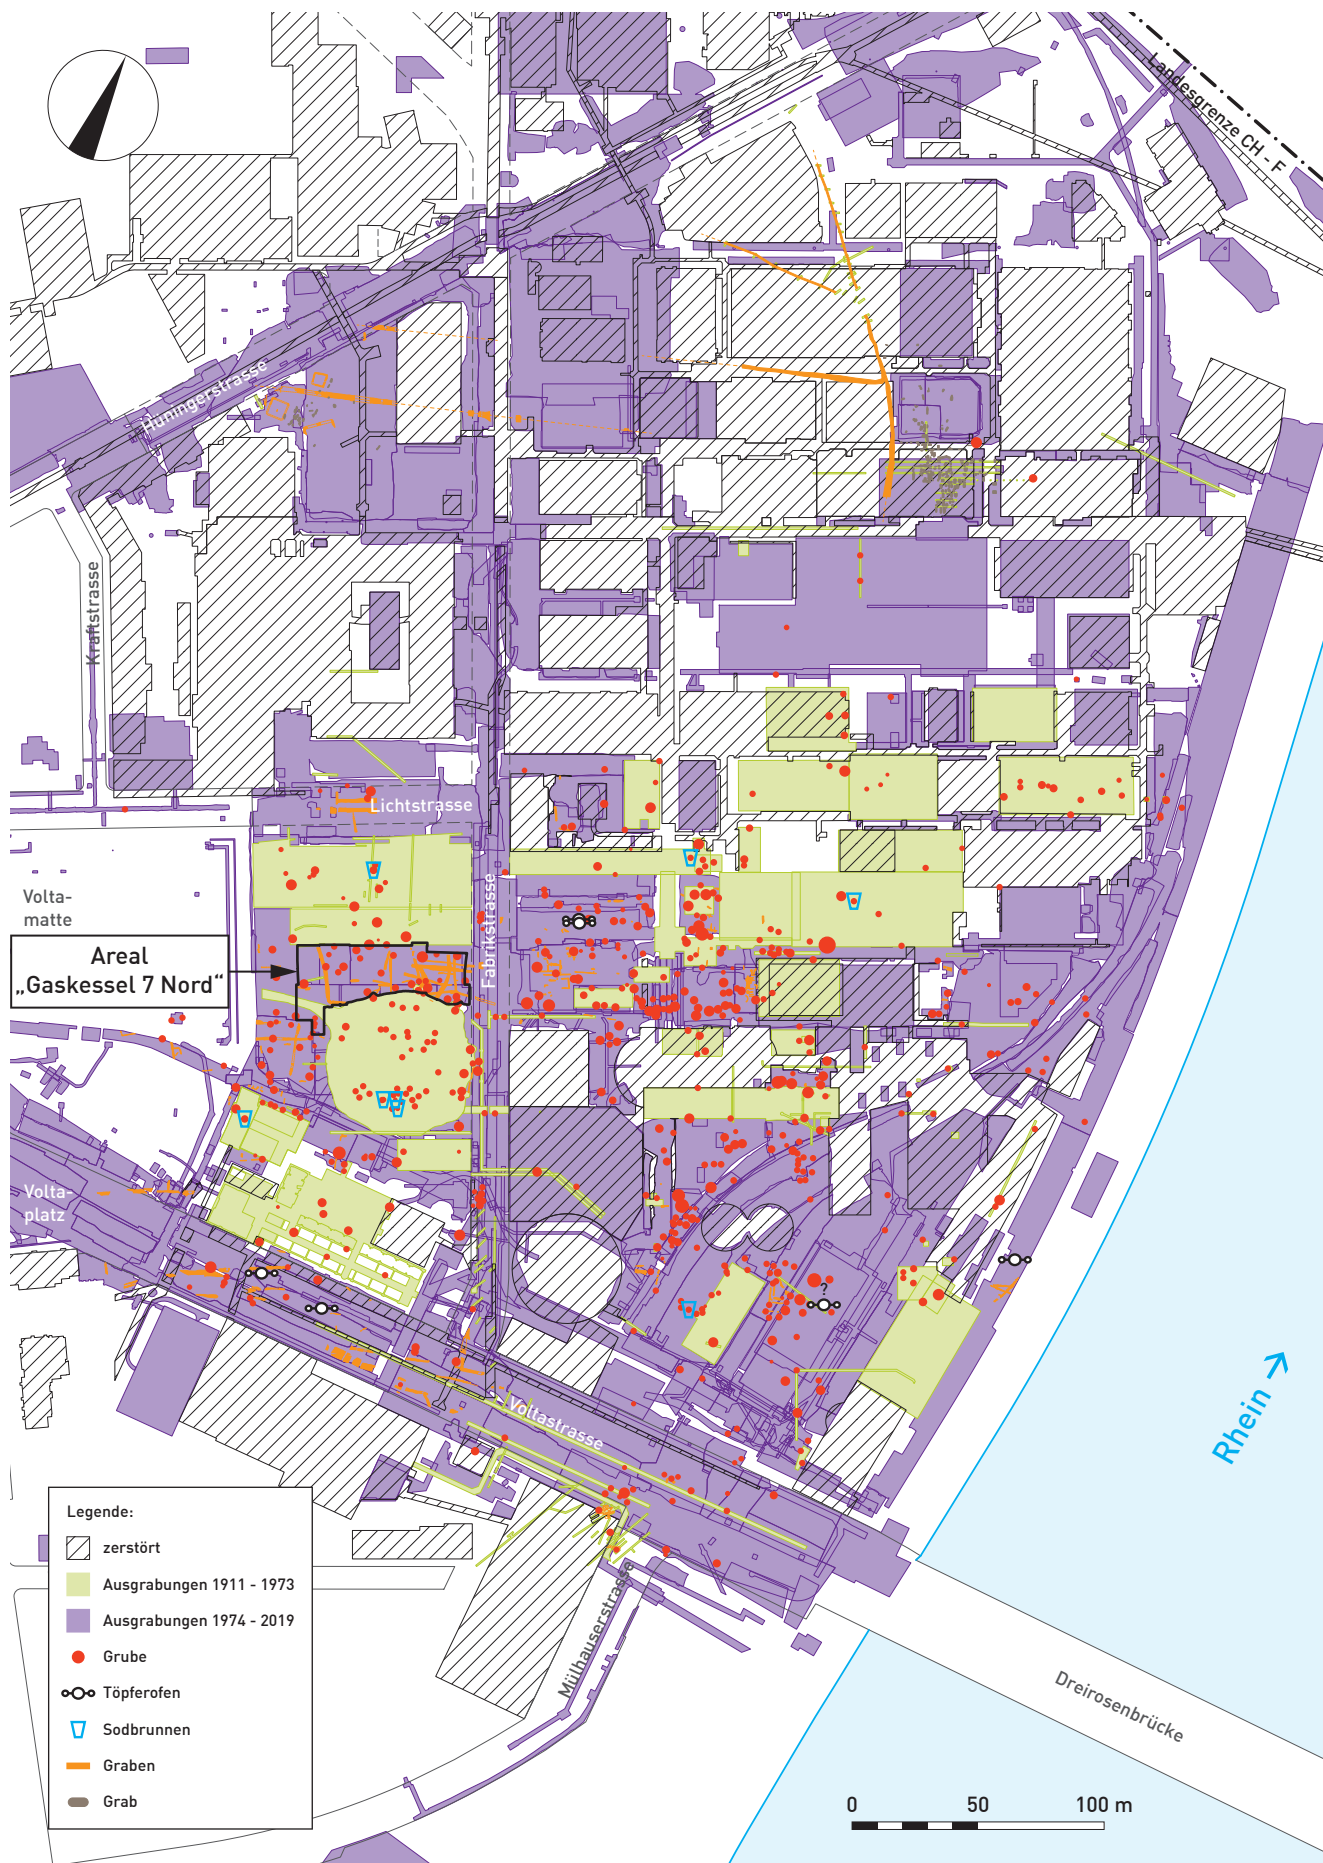 Landesgrenze CH - F
Hüningerstrasse
Kraftstrasse
Lichtstrasse
Fabrikstrasse
Volta-
matte
Areal
„Gaskessel 7 Nord“
Volta-
platz
?
Voltastrasse
Rhein
Mülhauserstrasse
Dreirosenbrücke
Legende:
zerstört
Ausgrabungen 1911 - 1973
Ausgrabungen 1974 - 2019
Grube
Töpferofen
Sodbrunnen
Graben
Grab
0 50 100 m